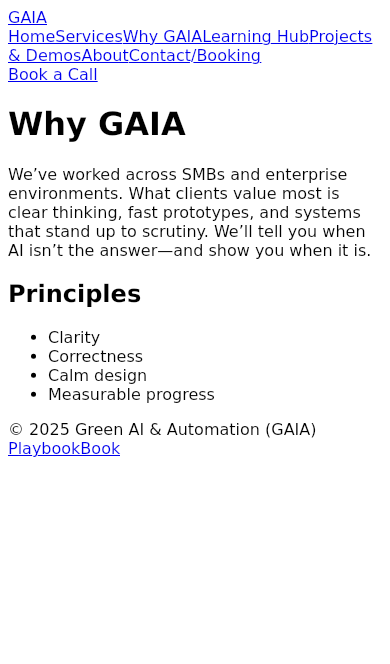 GAIA
HomeServicesWhy GAIALearning HubProjects
& DemosAboutContact/Booking
Book a Call
Why GAIA
We’ve worked across SMBs and enterprise
environments. What clients value most is
clear thinking, fast prototypes, and systems
that stand up to scrutiny. We’ll tell you when
AI isn’t the answer—and show you when it is.
Principles
• Clarity
• Correctness
• Calm design
• Measurable progress
© 2025 Green AI & Automation (GAIA)
PlaybookBook